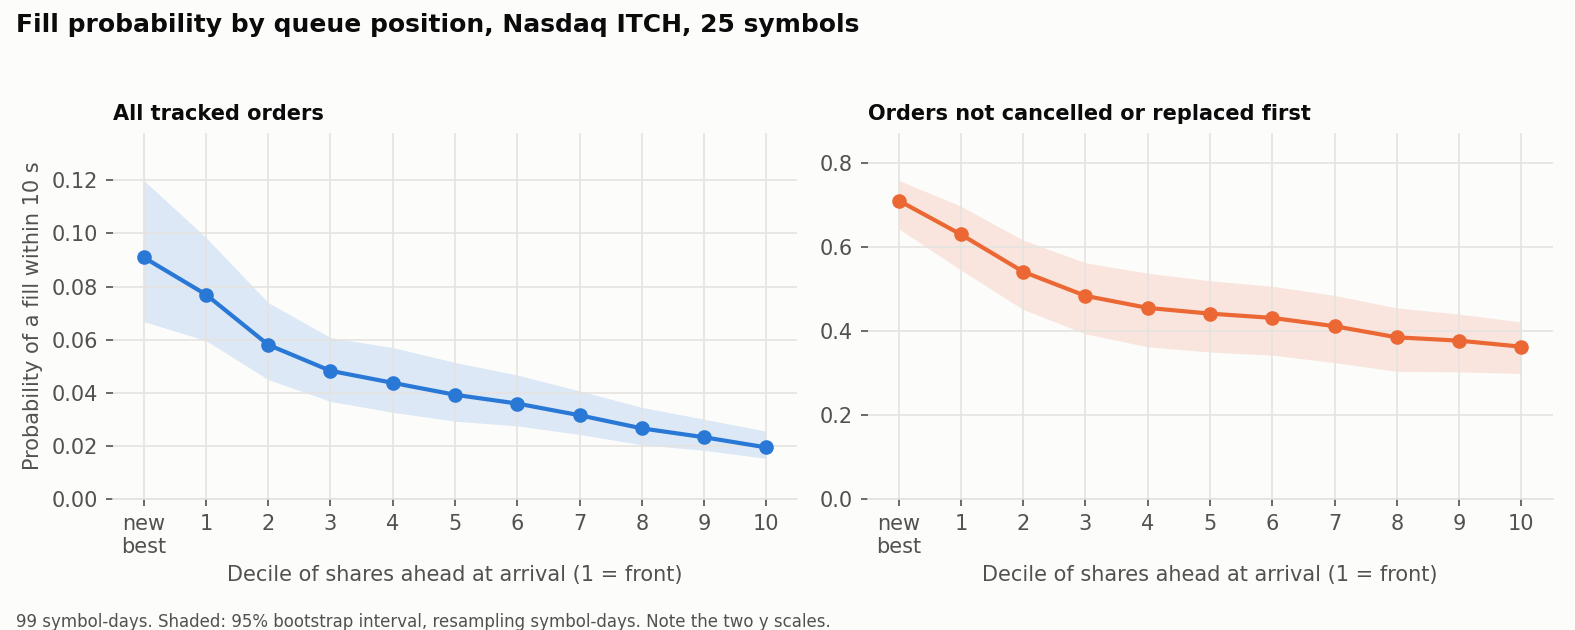 Fill probability by queue position, Nasdaq ITCH, 25 symbols
All tracked orders
Probability of a fill within 10 s
0.12
0.10
0.08
0.06
0.04
0.02
0.00
new best 1 2 3 4 5 6 7 8 9 10
Decile of shares ahead at arrival (1 = front)
Orders not cancelled or replaced first
0.8
0.6
0.4
0.2
0.0
new best 1 2 3 4 5 6 7 8 9 10
Decile of shares ahead at arrival (1 = front)
99 symbol-days. Shaded: 95% bootstrap interval, resampling symbol-days. Note the two y scales.